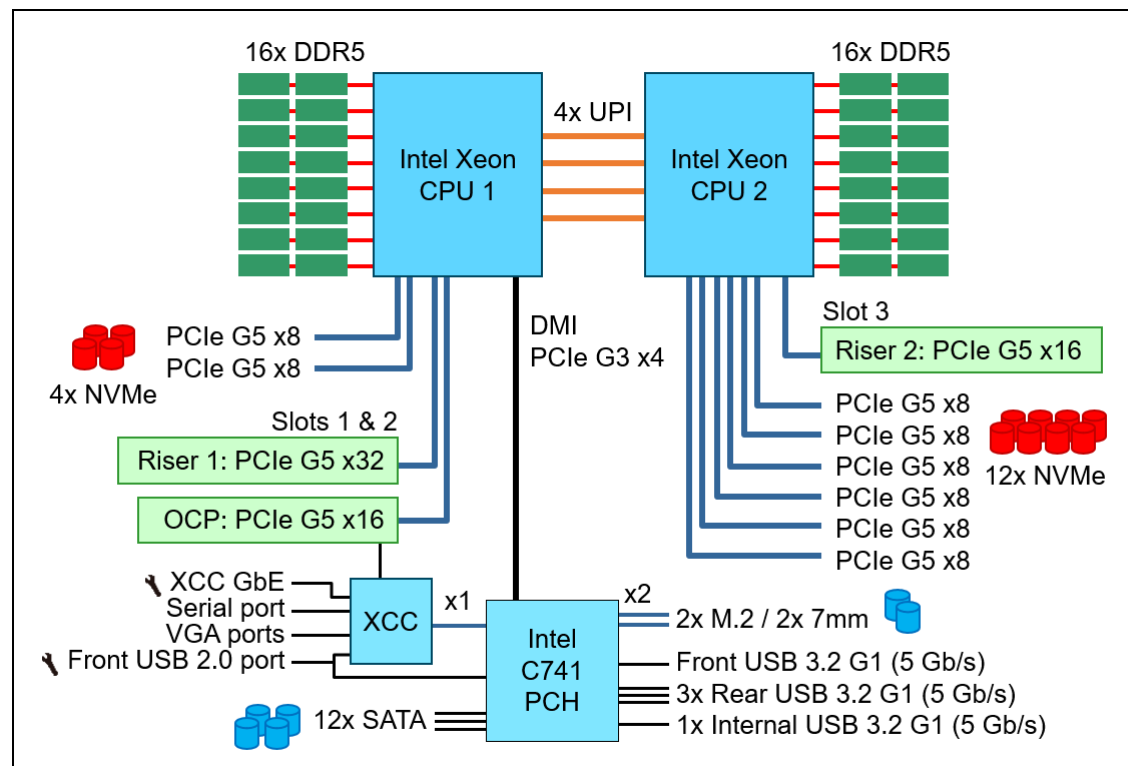 16x DDR5
16x DDR5
4x UPI
Intel Xeon
CPU 1
Intel Xeon
CPU 2
PCIe G5 x8
PCIe G5 x8
4x NVMe
DMI
PCIe G3 x4
Slot 3
Riser 2: PCIe G5 x16
Slots 1 & 2
Riser 1: PCIe G5 x32
OCP: PCIe G5 x16
PCIe G5 x8
PCIe G5 x8
PCIe G5 x8
PCIe G5 x8
PCIe G5 x8
PCIe G5 x8
12x NVMe
XCC GbE
Serial port
VGA ports
Front USB 2.0 port
XCC
x1
x2
Intel
C741
PCH
2x M.2 / 2x 7mm
Front USB 3.2 G1 (5 Gb/s)
3x Rear USB 3.2 G1 (5 Gb/s)
1x Internal USB 3.2 G1 (5 Gb/s)
12x SATA